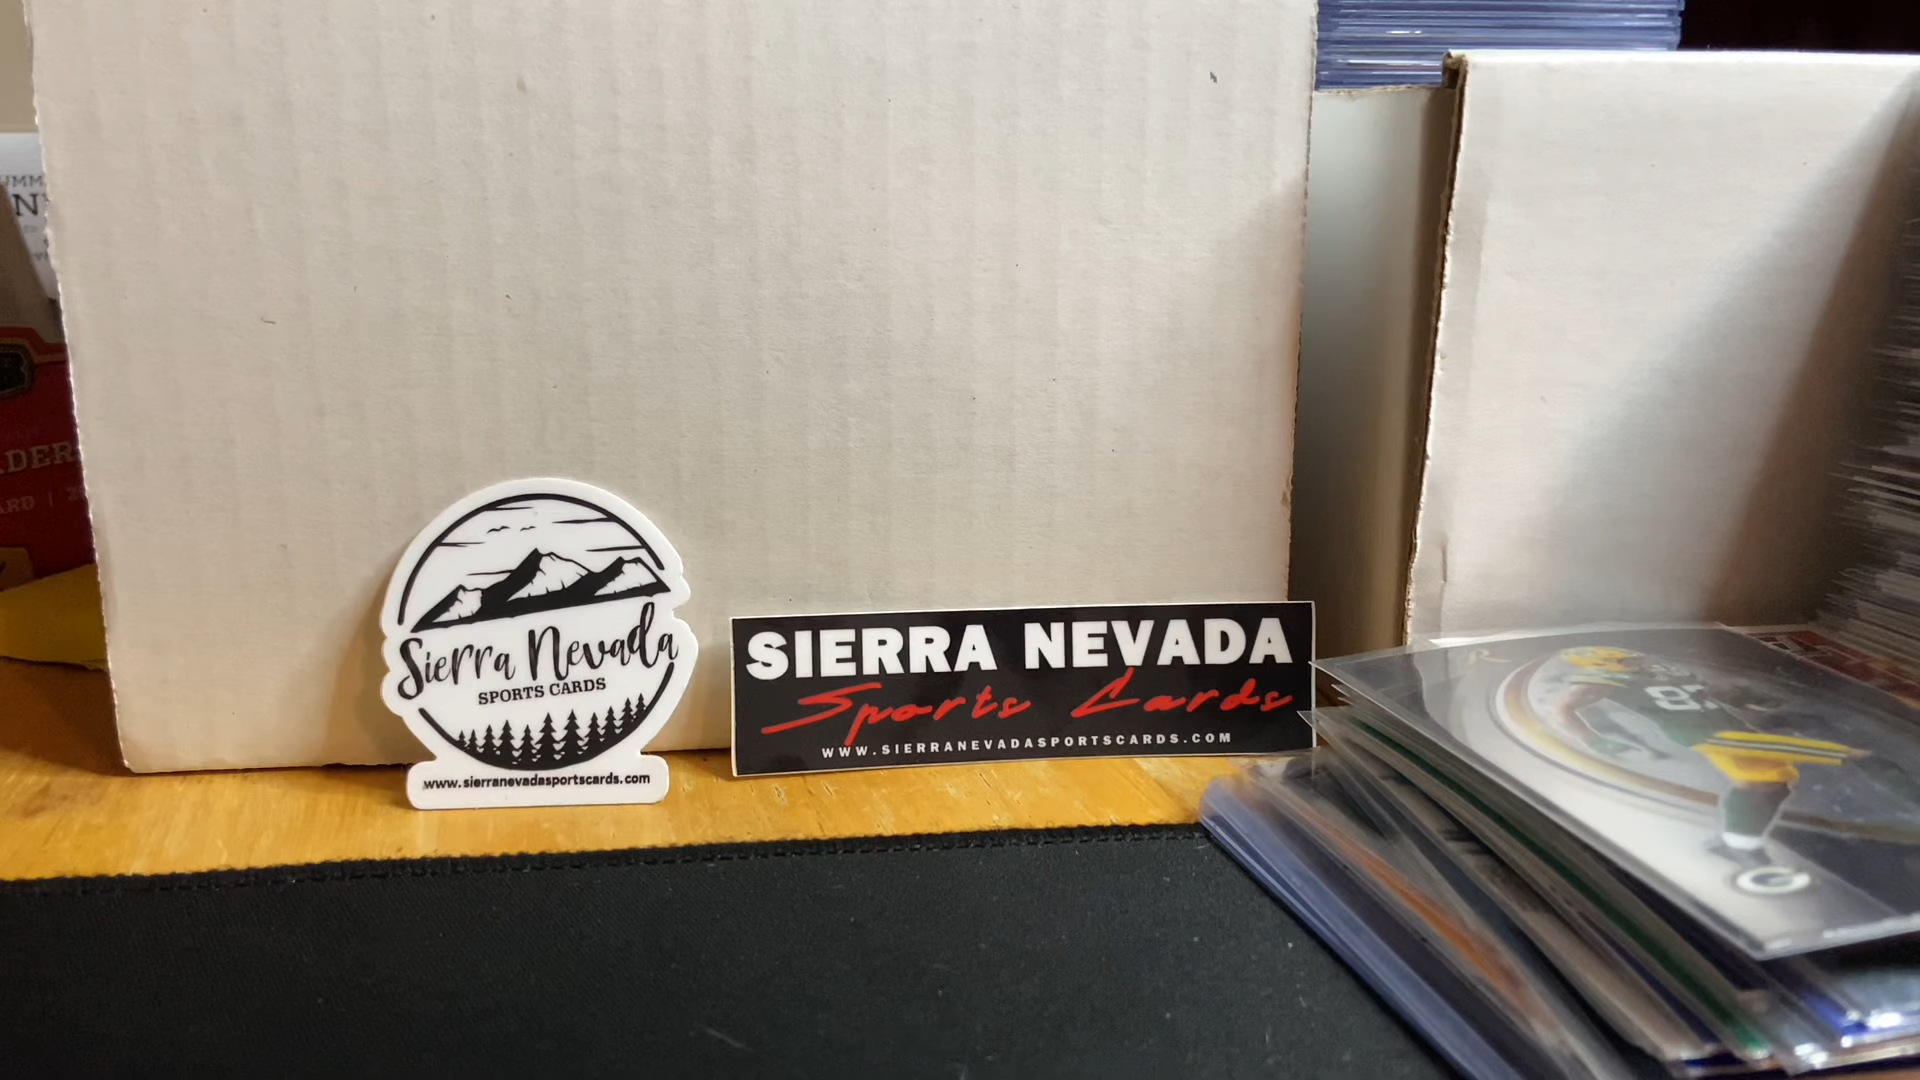 Sierra Nevada
SPORTS CARDS
www.sierranevadasportscards.com
SIERRA NEVADA
Sports Cards
WWW.SIERRANEVADASPORTSCARDS.COM
G